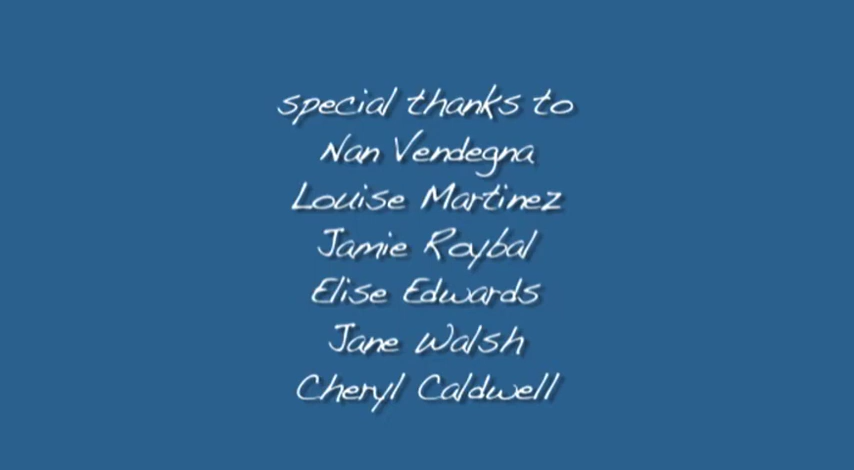 special thanks to
Nan Vendegna
Louise Martinez
Jamie Roybal
Elise Edwards
Jane Walsh
Cheryl Caldwell